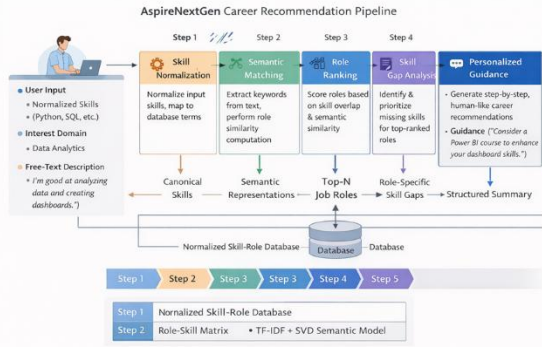 AspireNextGen Career Recommendation Pipeline
Step 1
Step 2
Step 3
Step 4
Skill
Normalization
Semantic
Matching
Role
Ranking
Skill
Gap Analysis
Personalized
Guidance
Normalize input
skills, map to
database terms
Extract keywords
from text,
perform role
similarity
computation
Score roles based
on skill overlap
& semantic
similarity
Identify &
prioritize
missing skills
for top-ranked
roles
• Generate step-by-step,
human-like career
recommendations
• Guidance ("Consider a
Power BI course to enhance
your dashboard skills.")
User Input
• Normalized Skills
• (Python, SQL, etc.)
Interest Domain
• Data Analytics
Free-Text Description
• I'm good at analyzing
data and creating
dashboards.")
Canonical
Skills
Semantic
Representations
Top-N
Job Roles
Role-Specific
Skill Gaps
Structured Summary
Normalized Skill-Role Database
Database
Database
Step 1
Step 2
Step 3
Step 3
Step 4
Step 5
Step 1
Normalized Skill-Role Database
Step 2
Role-Skill Matrix
• TF-IDF + SVD Semantic Model